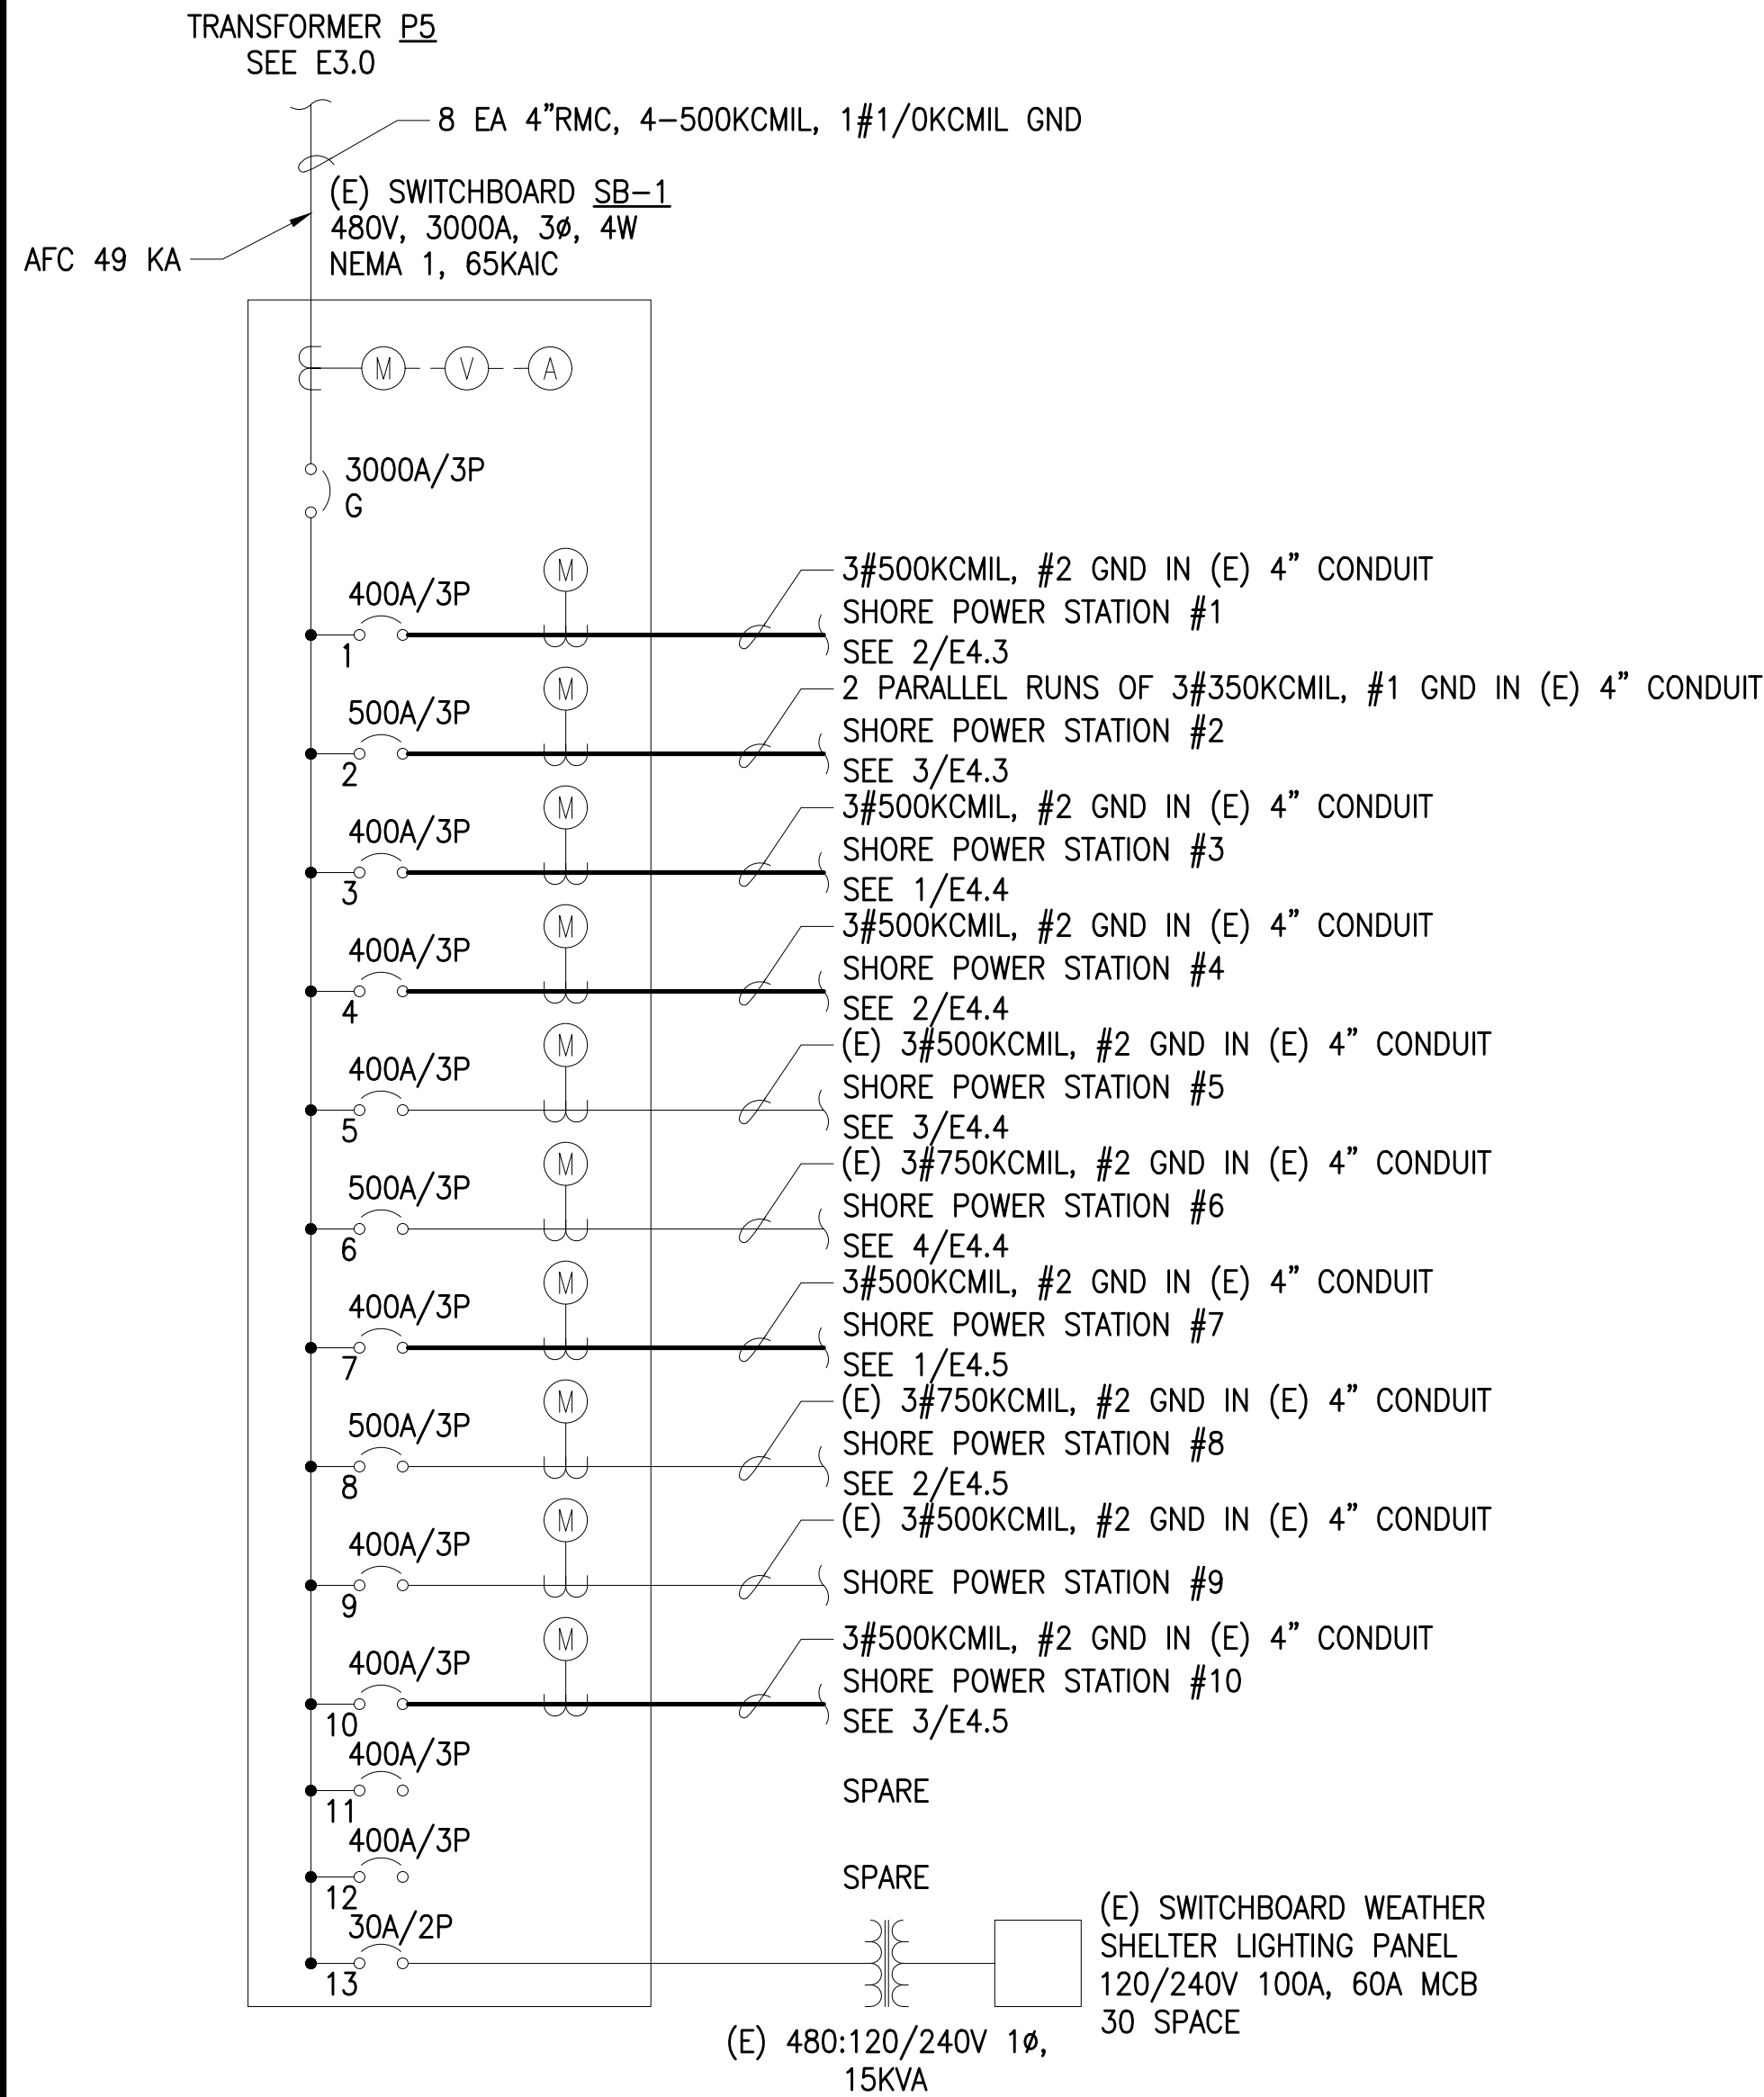 TRANSFORMER P5
SEE E3.0
8 EA 4"RMC, 4-500KCMIL, 1#1/0KCMIL GND
(E) SWITCHBOARD SB-1
480V, 3000A, 3ø, 4W
NEMA 1, 65KAIC
AFC 49 KA
M
V
A
3000A/3P
G
M
3#500KCMIL, #2 GND IN (E) 4" CONDUIT
400A/3P
SHORE POWER STATION #1
1
SEE 2/E4.3
M
2 PARALLEL RUNS OF 3#350KCMIL, #1 GND IN (E) 4" CONDUIT
500A/3P
SHORE POWER STATION #2
2
SEE 3/E4.3
M
3#500KCMIL, #2 GND IN (E) 4" CONDUIT
400A/3P
SHORE POWER STATION #3
3
SEE 1/E4.4
M
3#500KCMIL, #2 GND IN (E) 4" CONDUIT
400A/3P
SHORE POWER STATION #4
4
SEE 2/E4.4
M
(E) 3#500KCMIL, #2 GND IN (E) 4" CONDUIT
400A/3P
SHORE POWER STATION #5
5
SEE 3/E4.4
M
(E) 3#750KCMIL, #2 GND IN (E) 4" CONDUIT
500A/3P
SHORE POWER STATION #6
6
SEE 4/E4.4
M
3#500KCMIL, #2 GND IN (E) 4" CONDUIT
400A/3P
SHORE POWER STATION #7
7
SEE 1/E4.5
M
(E) 3#750KCMIL, #2 GND IN (E) 4" CONDUIT
500A/3P
SHORE POWER STATION #8
8
SEE 2/E4.5
M
(E) 3#500KCMIL, #2 GND IN (E) 4" CONDUIT
400A/3P
SHORE POWER STATION #9
9
M
3#500KCMIL, #2 GND IN (E) 4" CONDUIT
400A/3P
SHORE POWER STATION #10
10
SEE 3/E4.5
400A/3P
SPARE
11
400A/3P
SPARE
12
30A/2P
13
(E) SWITCHBOARD WEATHER
SHELTER LIGHTING PANEL
120/240V 100A, 60A MCB
30 SPACE
(E) 480:120/240V 1ø,
15KVA